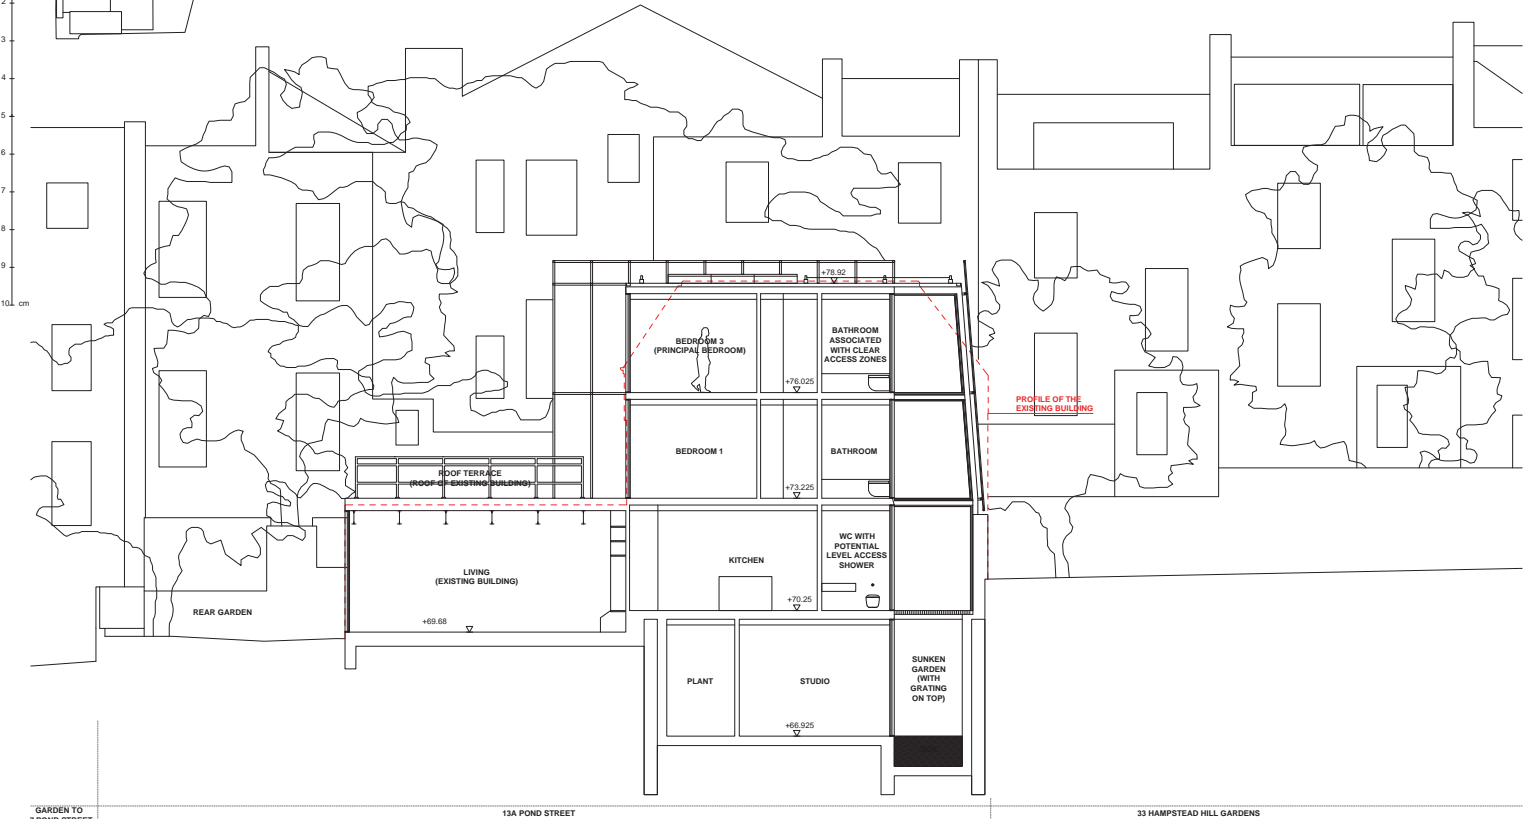 2
3
4
5
6
7
8
9
10 cm
+78.92
BEDROOM 3
(PRINCIPAL BEDROOM)
BATHROOM
ASSOCIATED
WITH CLEAR
ACCESS ZONES
+76.025
PROFILE OF THE
EXISTING BUILDING
BEDROOM 1
BATHROOM
ROOF TERRACE
(ROOF OF EXISTING BUILDING)
+73.225
WC WITH
POTENTIAL
LEVEL ACCESS
SHOWER
KITCHEN
LIVING
(EXISTING BUILDING)
+70.25
REAR GARDEN
+69.68
SUNKEN
GARDEN
(WITH
GRATING
ON TOP)
PLANT
STUDIO
+66.925
GARDEN TO
7 POND STREET
13A POND STREET
33 HAMPSTEAD HILL GARDENS